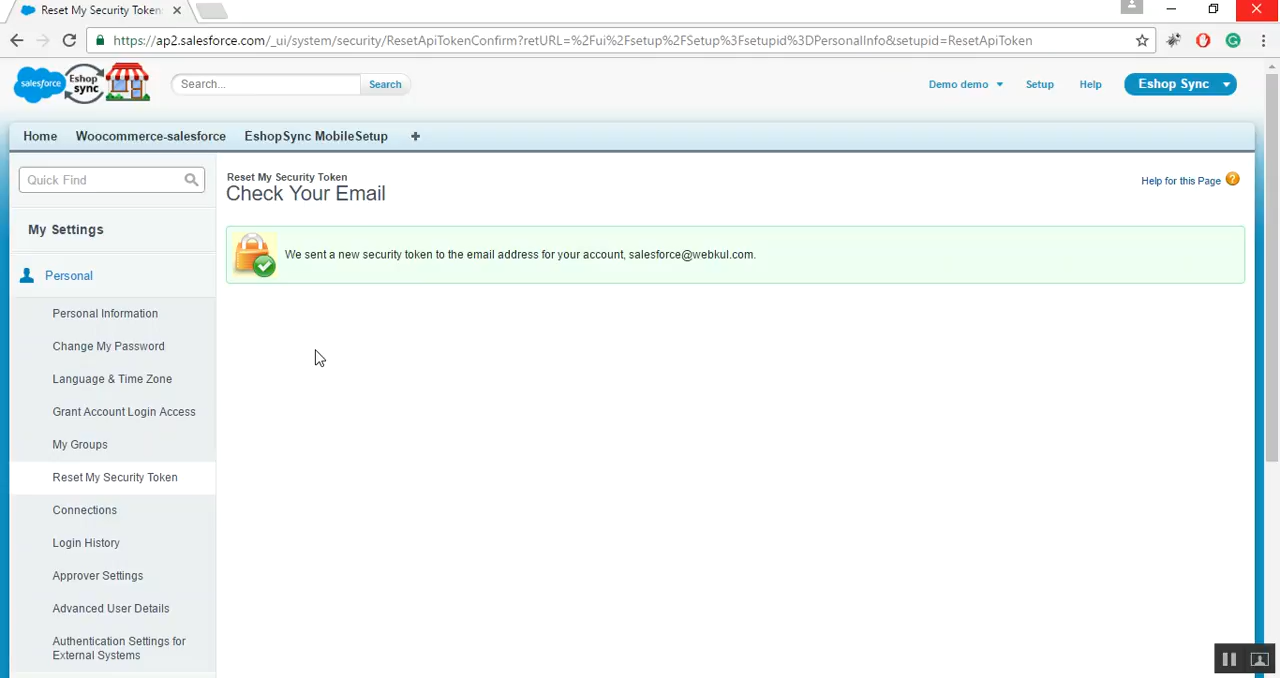 Reset My Security Token
https://ap2.salesforce.com/_ui/system/security/ResetApiTokenConfirm?retURL=%2Fui%2Fsetup%2FSetup%3Fsetupid%3DPersonalInfo&setupid=ResetApiToken
salesforce Eshop sync
Search... Search Demo demo Setup Help Eshop Sync
Home Woocommerce-salesforce EshopSync MobileSetup +
Quick Find
My Settings
Personal
Personal Information
Change My Password
Language & Time Zone
Grant Account Login Access
My Groups
Reset My Security Token
Connections
Login History
Approver Settings
Advanced User Details
Authentication Settings for
External Systems
Reset My Security Token
Check Your Email
Help for this Page ?
We sent a new security token to the email address for your account, salesforce@webkul.com.